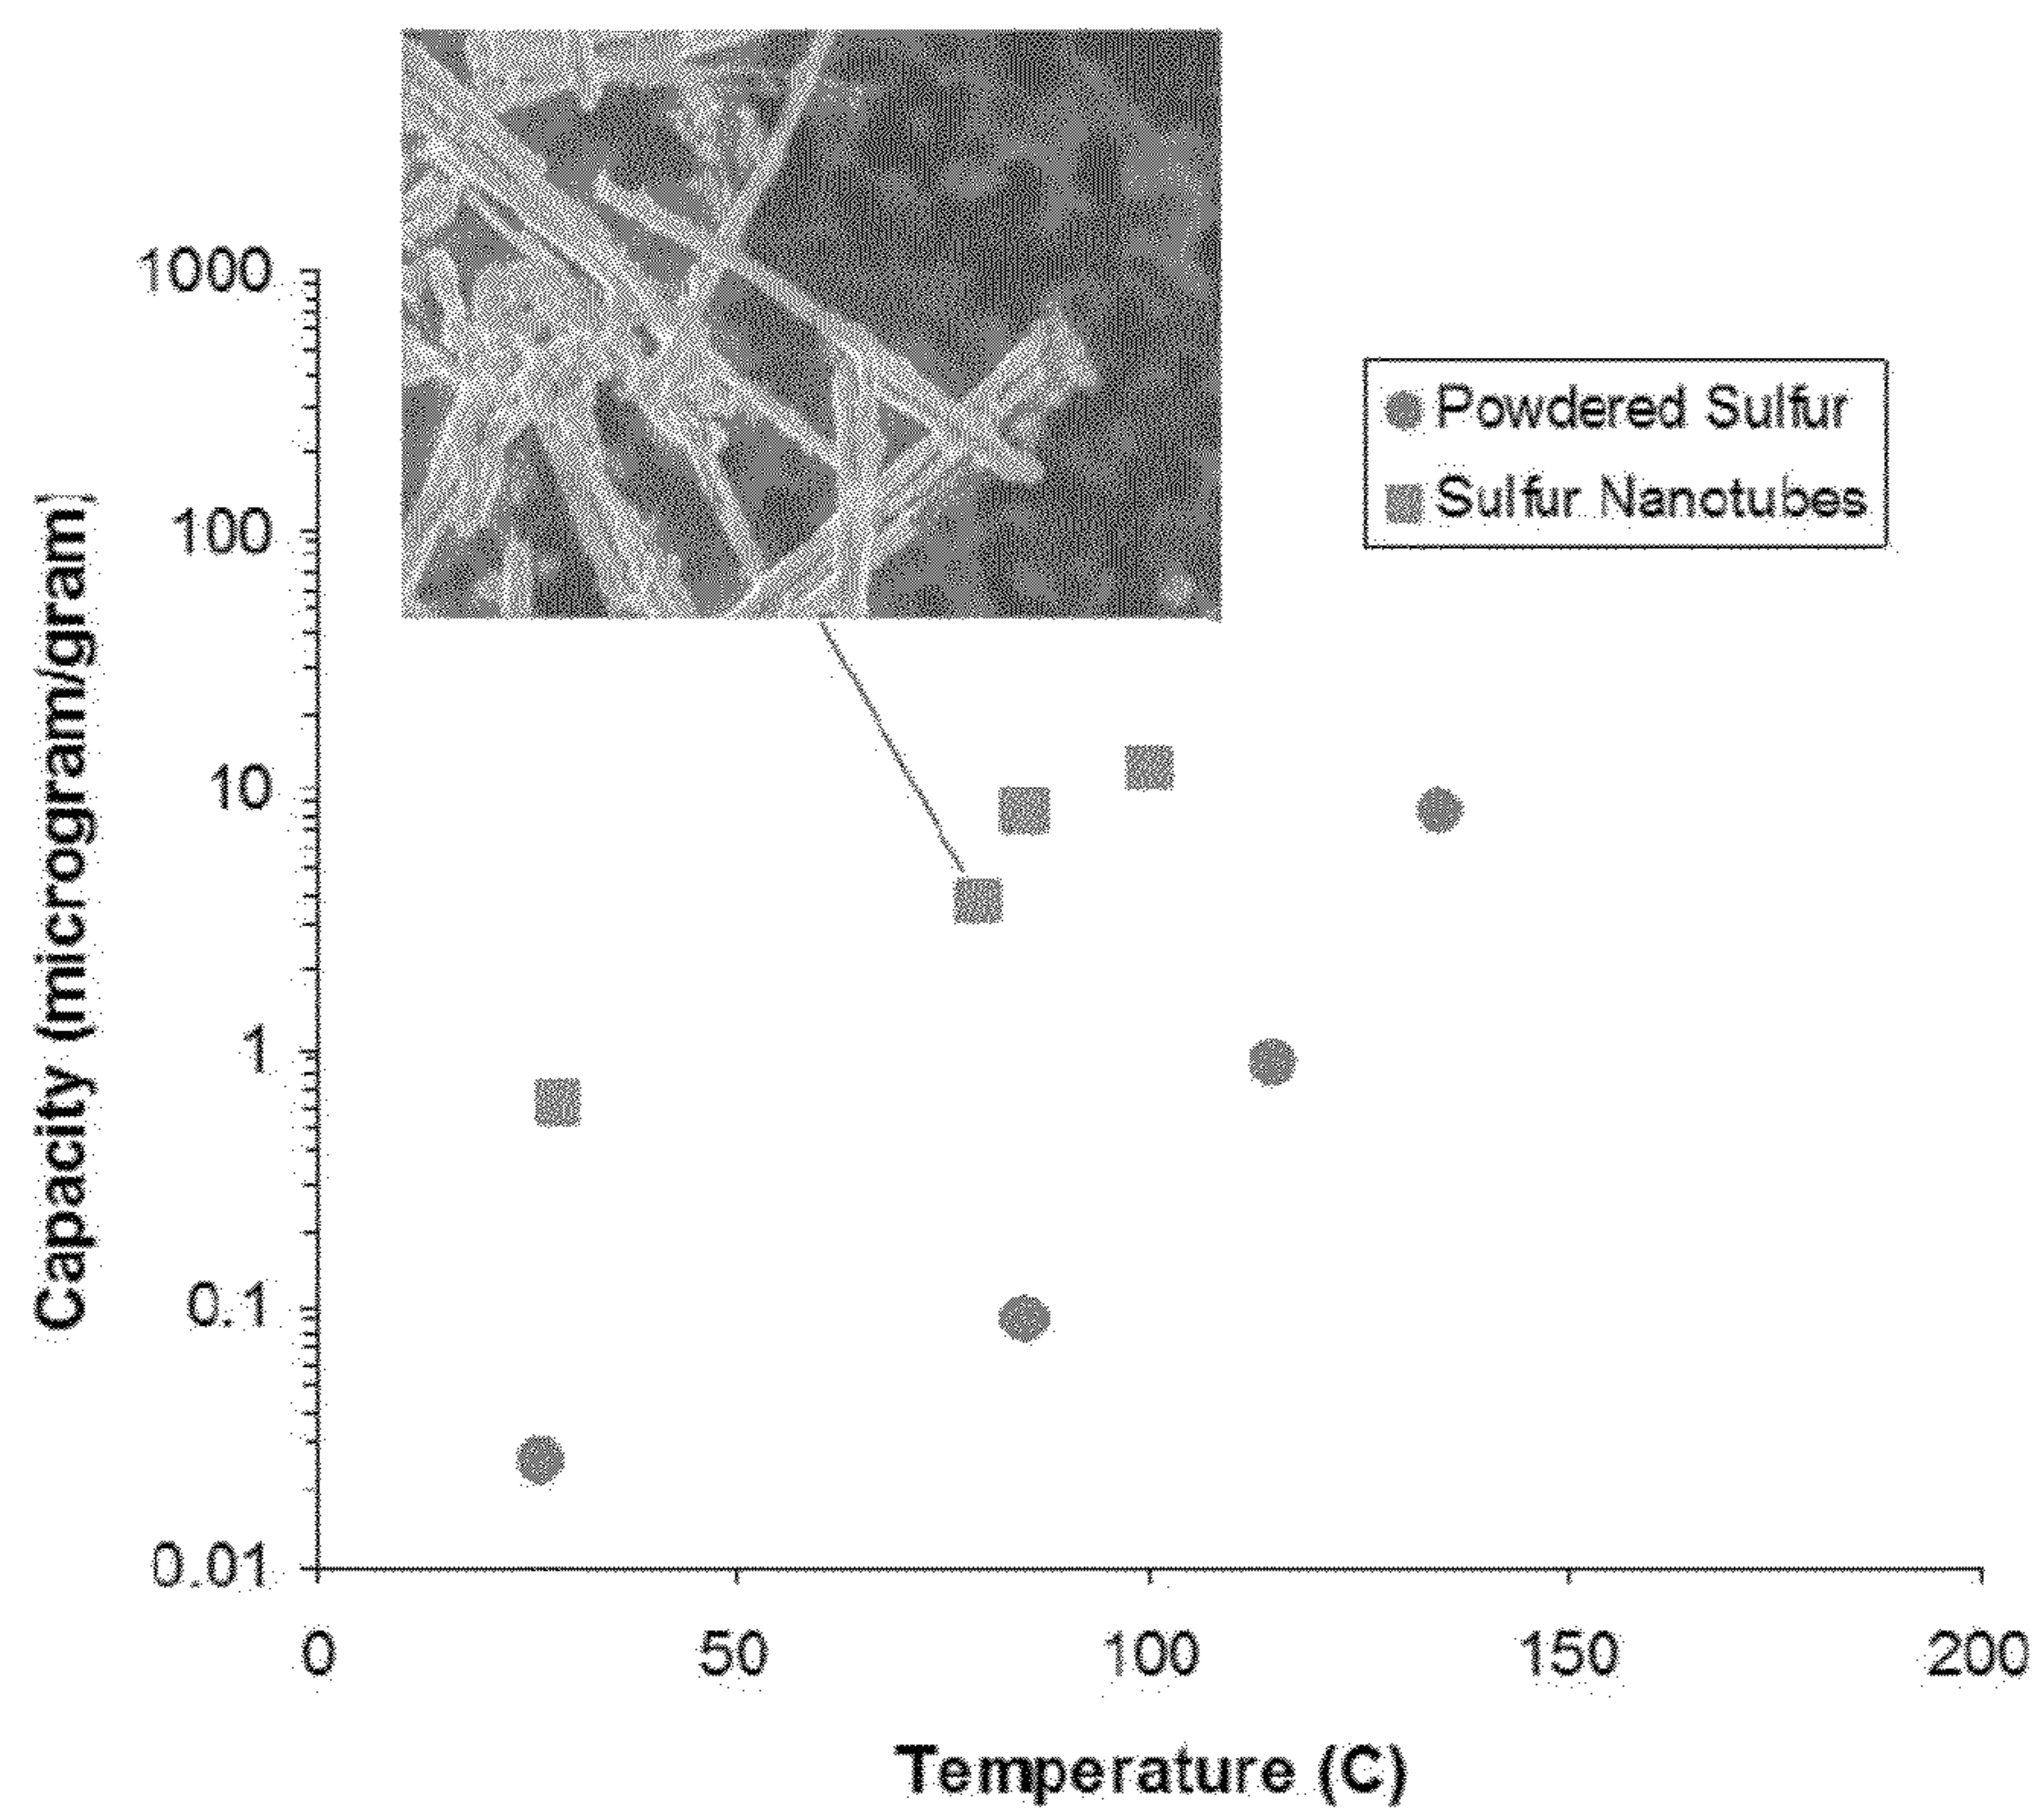 1000
100
10
1
0.1
0.01
Capacity (microgram/gram)
Powdered Sulfur
Sulfur Nanotubes
0 50 100 150 200
Temperature (C)